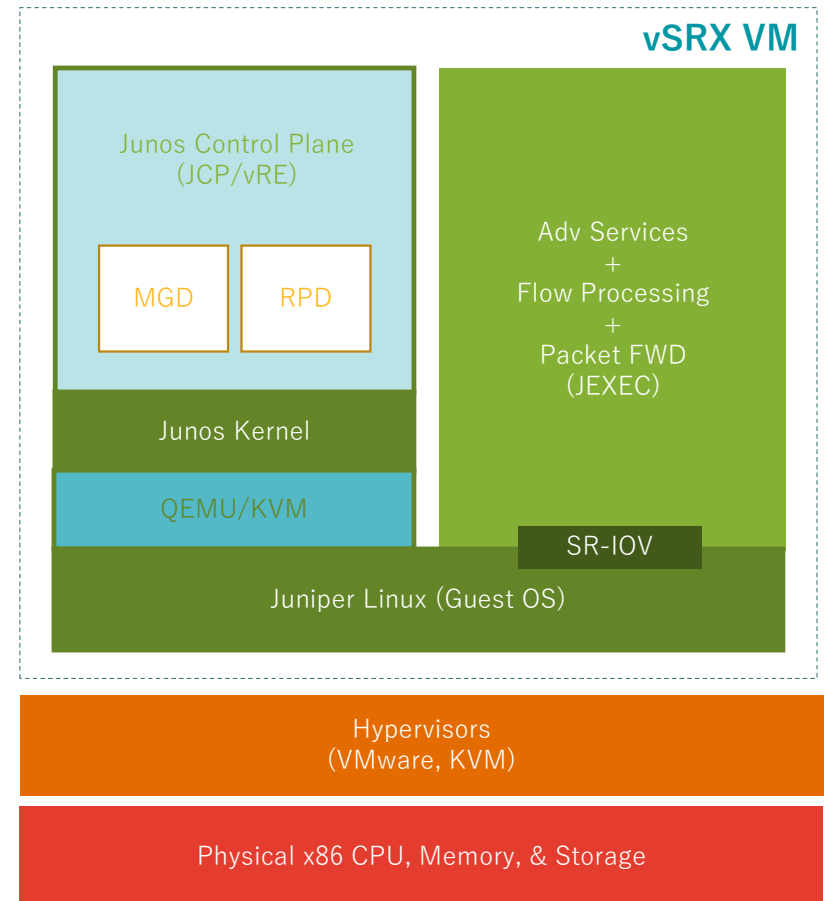 vSRX VM
Junos Control Plane
(JCP/vRE)
MGD
RPD
Junos Kernel
QEMU/KVM
Adv Services
+
Flow Processing
+
Packet FWD
(JEXEC)
SR-IOV
Juniper Linux (Guest OS)
Hypervisors
(VMware, KVM)
Physical x86 CPU, Memory, & Storage